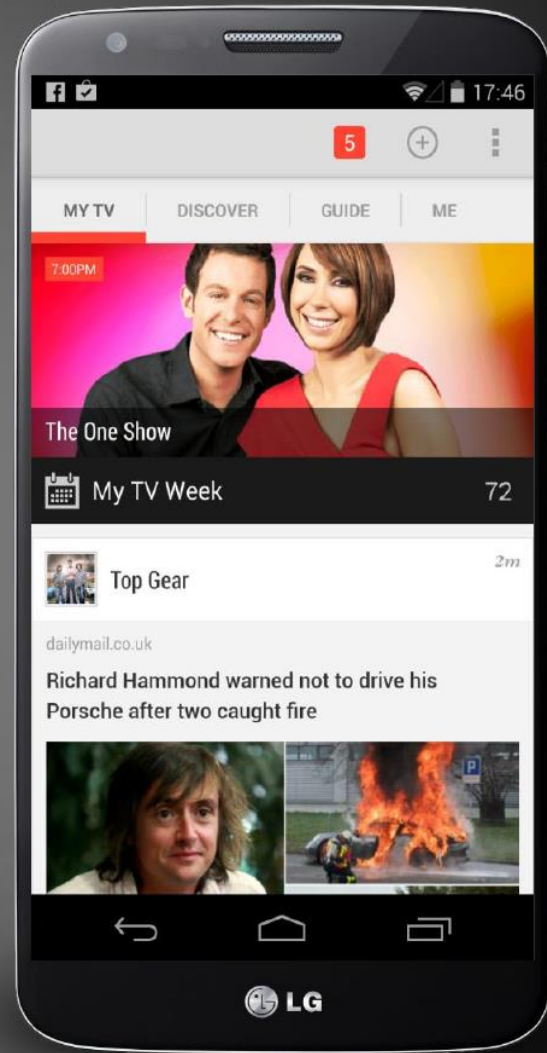 17:46
5
MY TV DISCOVER GUIDE ME
7:00PM
The One Show
My TV Week 72
Top Gear 2m
dailymail.co.uk
Richard Hammond warned not to drive his
Porsche after two caught fire
P
LG